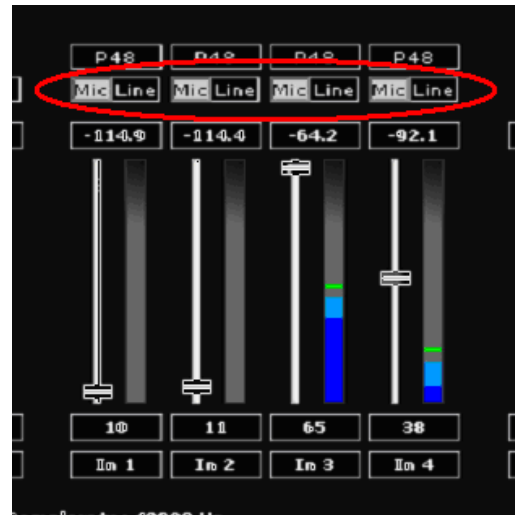 P48 P48 P48 P48
Mic Line Mic Line Mic Line Mic Line
-114.9 -114.4 -64.2 -92.1
10 11 65 38
In 1 In 2 In 3 In 4